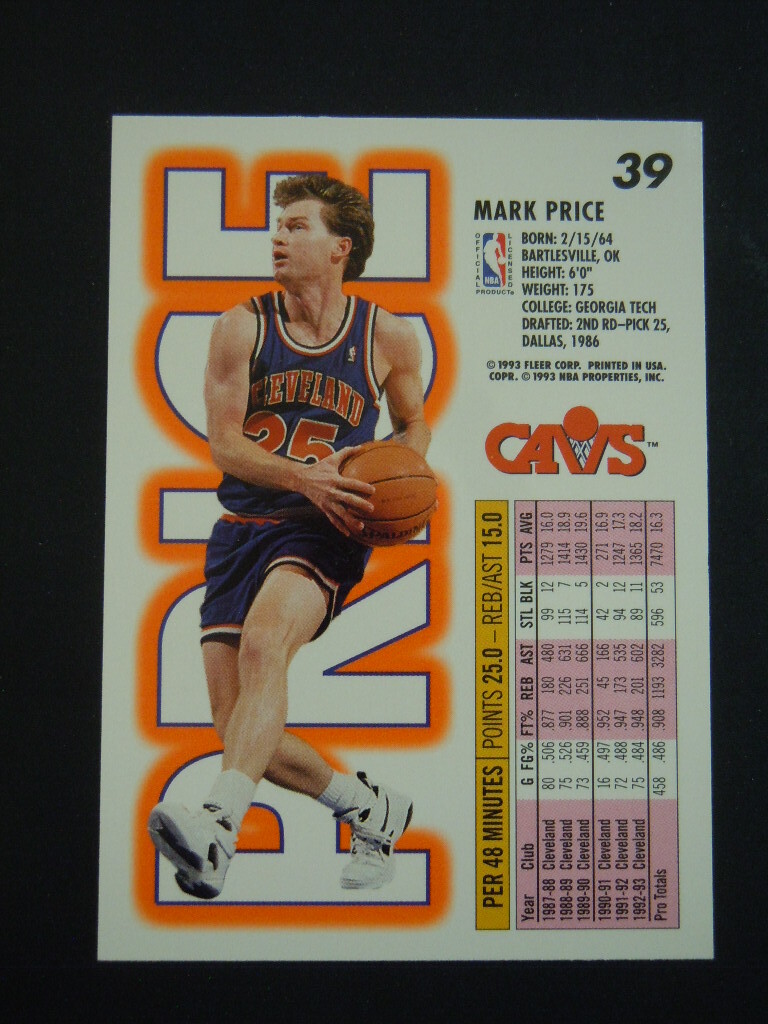 39
MARK PRICE
OFFICIAL LICENSED
NBA
PRODUCT
BORN: 2/15/64
BARTLESVILLE, OK
HEIGHT: 6'0"
WEIGHT: 175
COLLEGE: GEORGIA TECH
DRAFTED: 2ND RD–PICK 25,
DALLAS, 1986
© 1993 FLEER CORP. PRINTED IN USA.
COPR. © 1993 NBA PROPERTIES, INC.
CAVS™
PRICE
CLEVELAND
25
SPALDING
PER 48 MINUTES | POINTS 25.0 – REB/AST 15.0
Year Club G FG% FT% REB AST STL BLK PTS AVG
1987-88 Cleveland 80 .506 .877 180 480 99 12 1279 16.0
1988-89 Cleveland 75 .526 .901 226 631 115 7 1414 18.9
1989-90 Cleveland 73 .459 .888 251 666 114 5 1430 19.6
1990-91 Cleveland 16 .497 .952 45 166 42 2 271 16.9
1991-92 Cleveland 72 .488 .947 173 535 94 12 1247 17.3
1992-93 Cleveland 75 .484 .948 201 602 89 11 1365 18.2
Pro Totals 458 .486 .908 1193 3282 596 53 7470 16.3